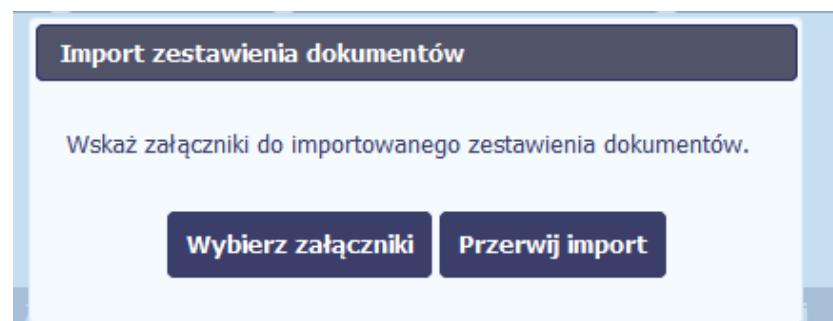 Import zestawienia dokumentów
Wskaż załączniki do importowanego zestawienia dokumentów.
Wybierz załączniki Przerwij import